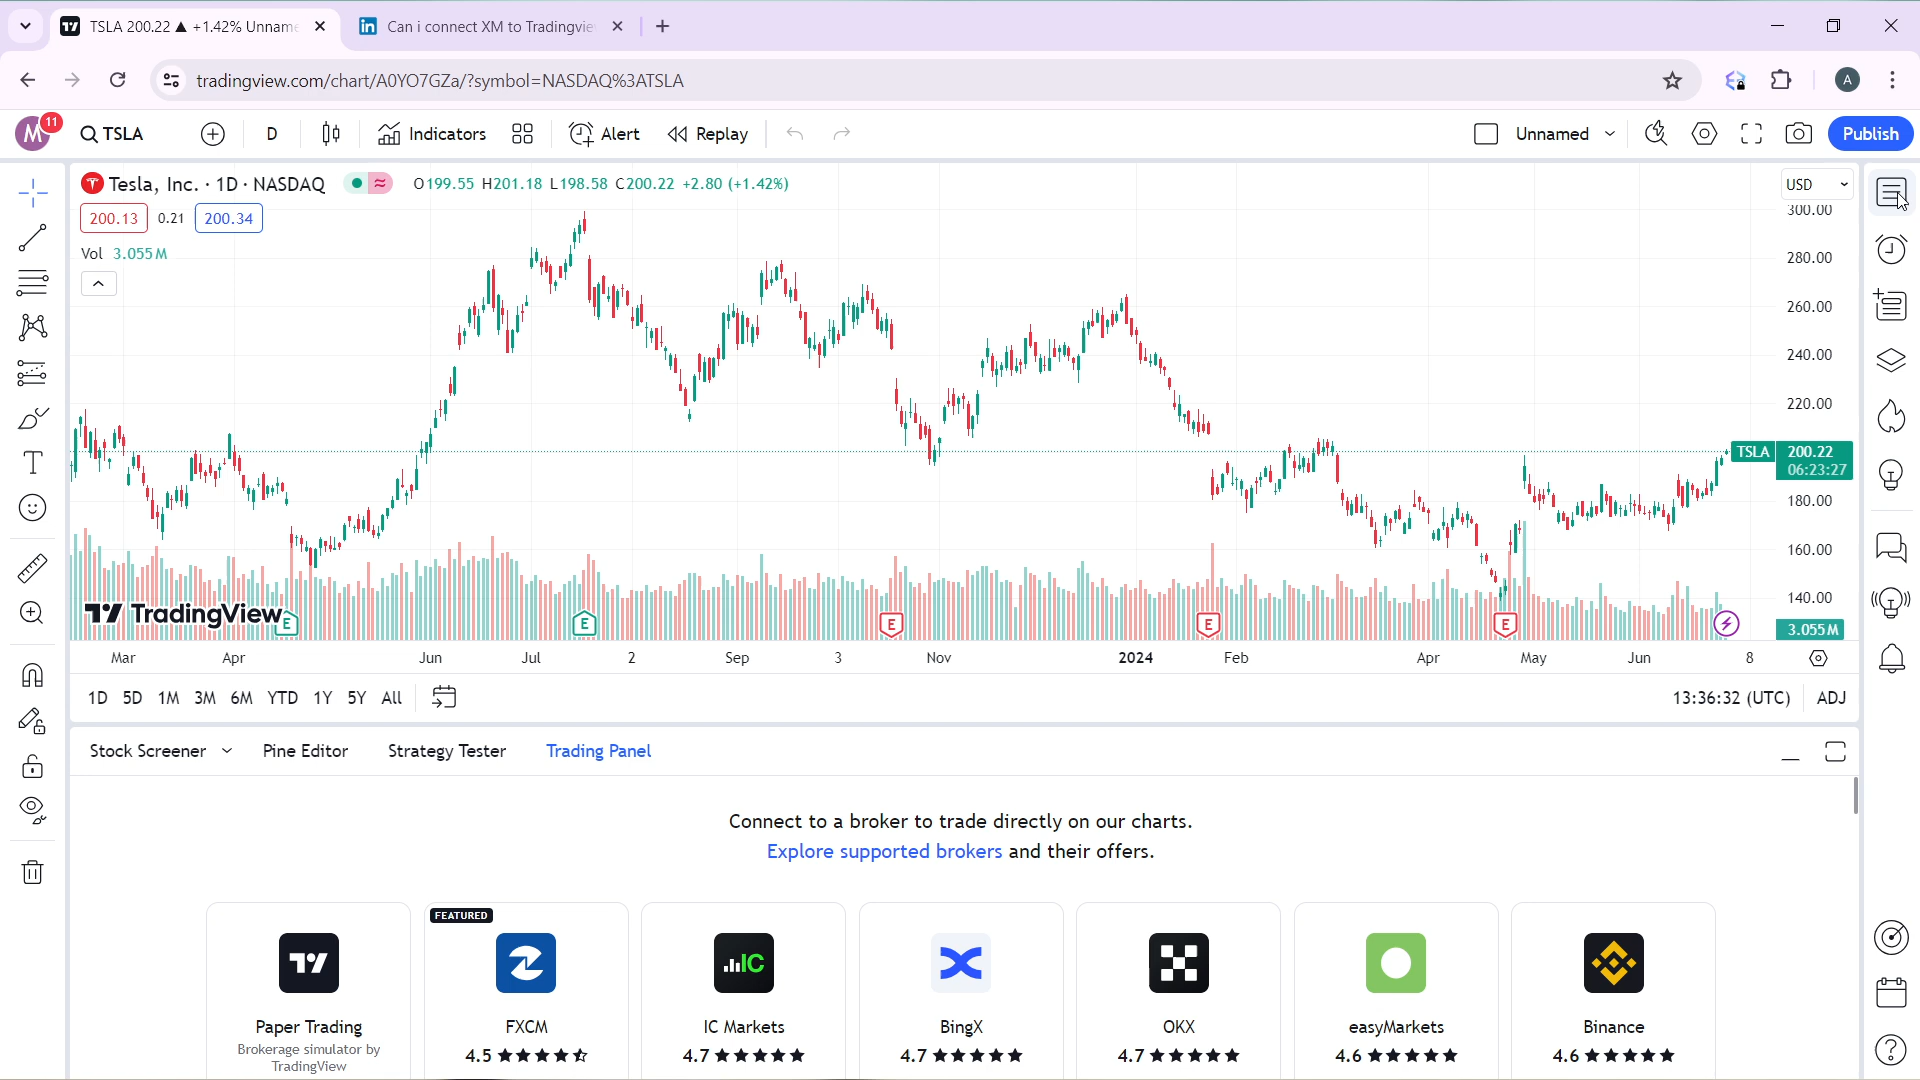 TSLA 200.22 ▲ +1.42% Unname
Can i connect XM to Tradingvie
tradingview.com/chart/A0YO7GZa/?symbol=NASDAQ%3ATSLA
A
M
11
TSLA
D
Indicators
Alert
Replay
Unnamed
Publish
Tesla, Inc. · 1D · NASDAQ
O199.55 H201.18 L198.58 C200.22 +2.80 (+1.42%)
USD
200.13
0.21
200.34
Vol 3.055M
300.00
280.00
260.00
240.00
220.00
TSLA
200.22
06:23:27
180.00
160.00
140.00
3.055M
TradingView
E
E
E
E
E
Mar
Apr
Jun
Jul
2
Sep
3
Nov
2024
Feb
Apr
May
Jun
8
1D
5D
1M
3M
6M
YTD
1Y
5Y
All
13:36:32 (UTC)
ADJ
Stock Screener
Pine Editor
Strategy Tester
Trading Panel
Connect to a broker to trade directly on our charts.
Explore supported brokers and their offers.
FEATURED
IC
Paper Trading
Brokerage simulator by
TradingView
FXCM
4.5
IC Markets
4.7
BingX
4.7
OKX
4.7
easyMarkets
4.6
Binance
4.6